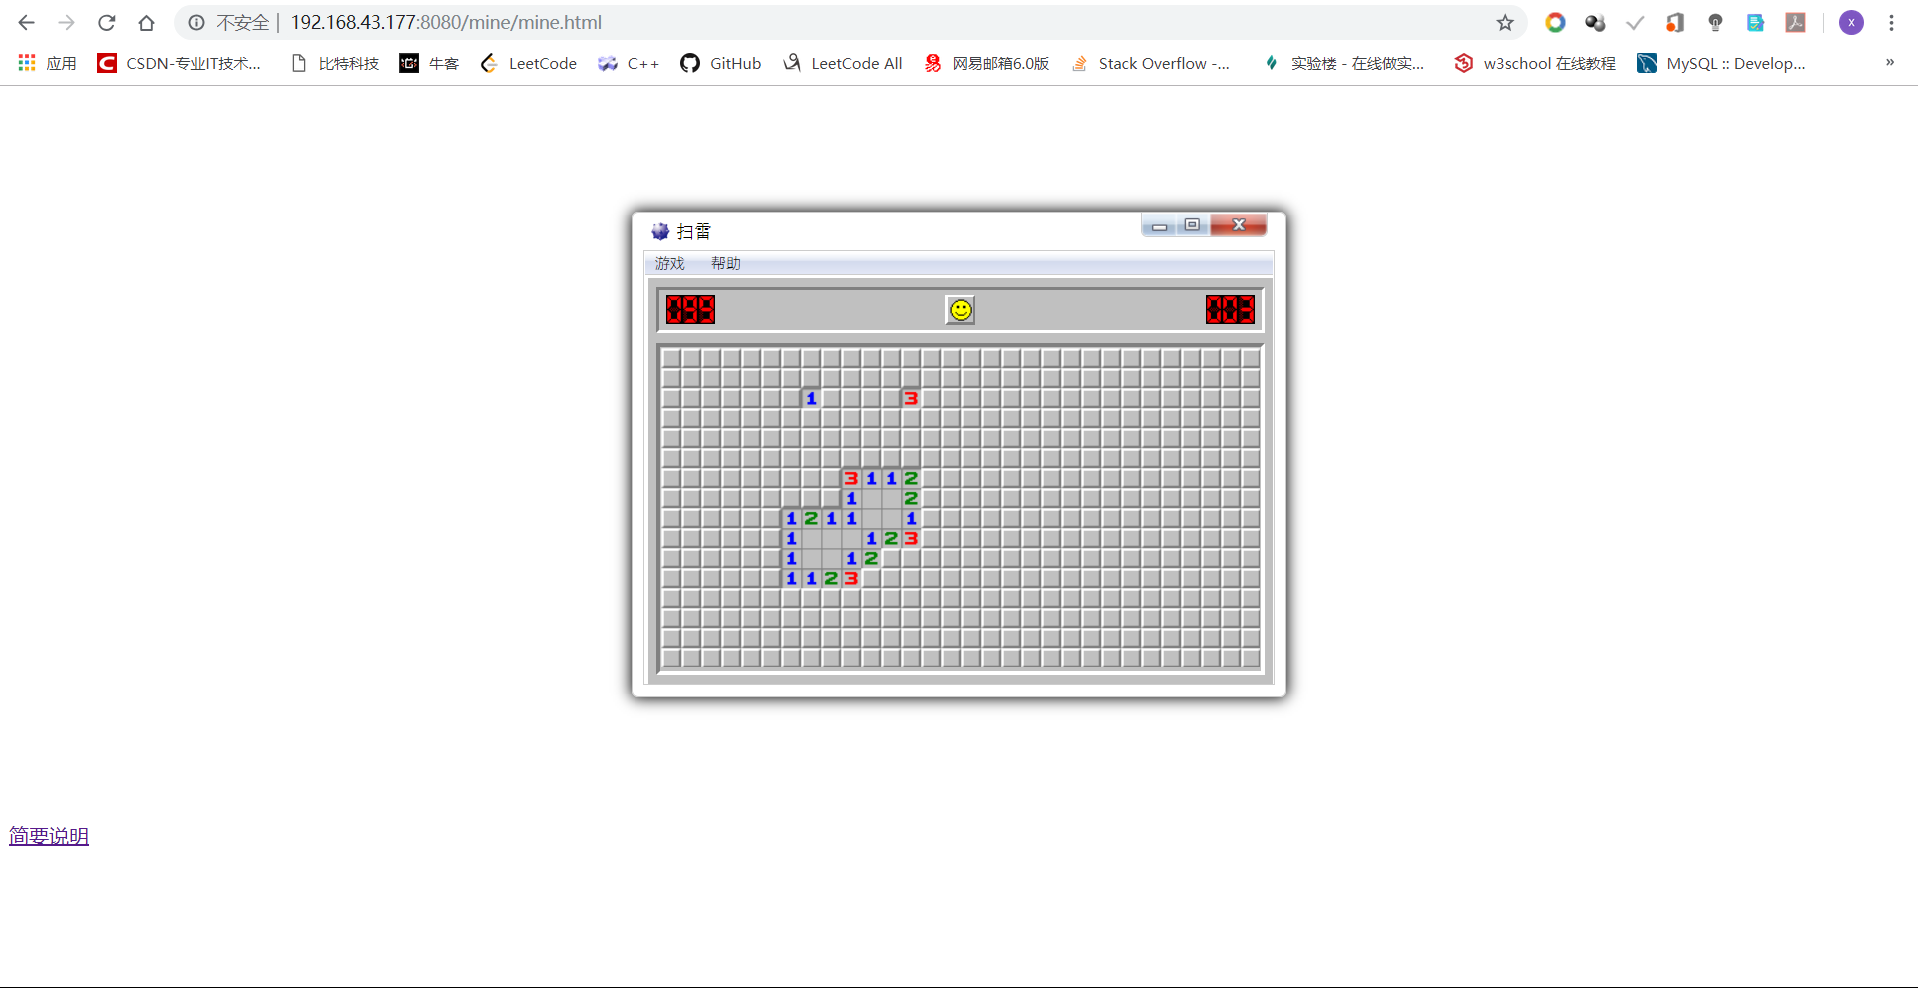 不安全 | 192.168.43.177:8080/mine/mine.html
X
应用 CSDN-专业IT技术... 比特科技 牛客 LeetCode C++ GitHub LeetCode All 网易邮箱6.0版 Stack Overflow -... 实验楼 - 在线做实... w3school 在线教程 MySQL :: Develop... »
扫雷
游戏 帮助
099 003
1 3
3 1 1 2
1 2
1 2 1 1 1
1 1 2 3
1 1 2
1 1 2 3
简要说明